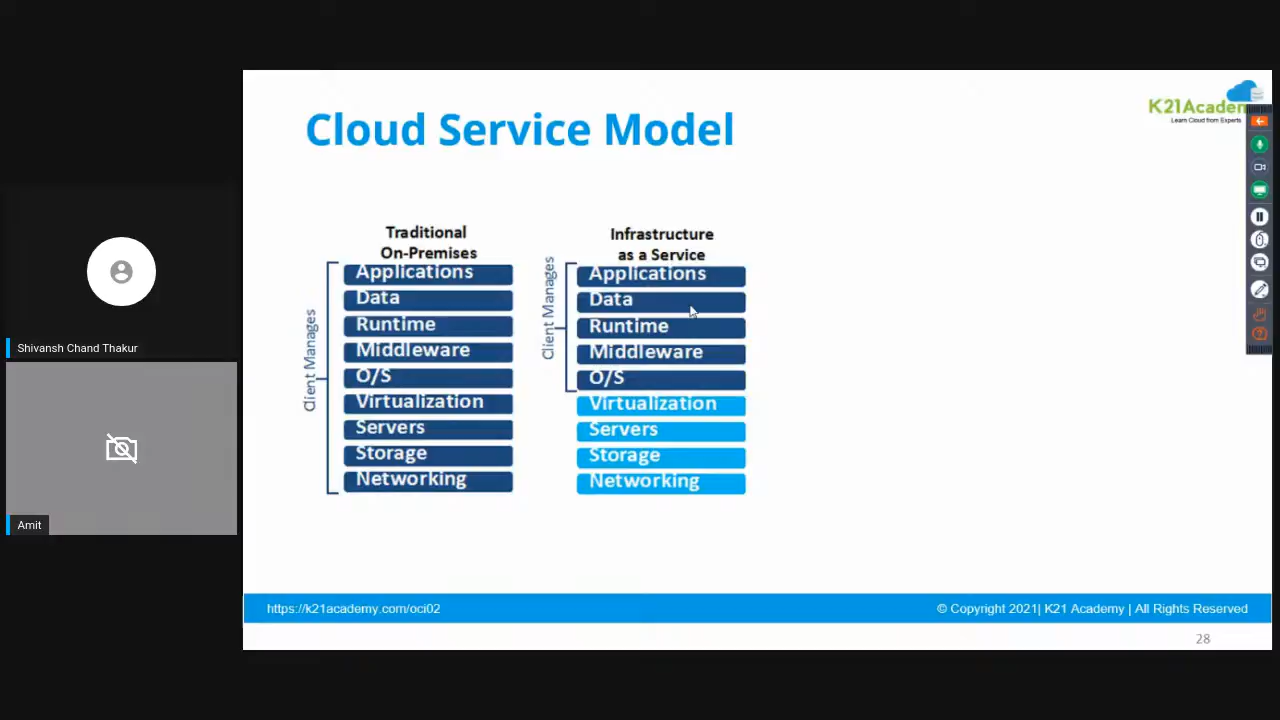 Cloud Service Model
K21Academ
Learn Cloud from Experts
Traditional
On-Premises
Client Manages
Applications
Data
Runtime
Middleware
O/S
Virtualization
Servers
Storage
Networking
Infrastructure
as a Service
Client Manages
Applications
Data
Runtime
Middleware
O/S
Virtualization
Servers
Storage
Networking
Shivansh Chand Thakur
Amit
https://k21academy.com/oci02
© Copyright 2021| K21 Academy | All Rights Reserved
28